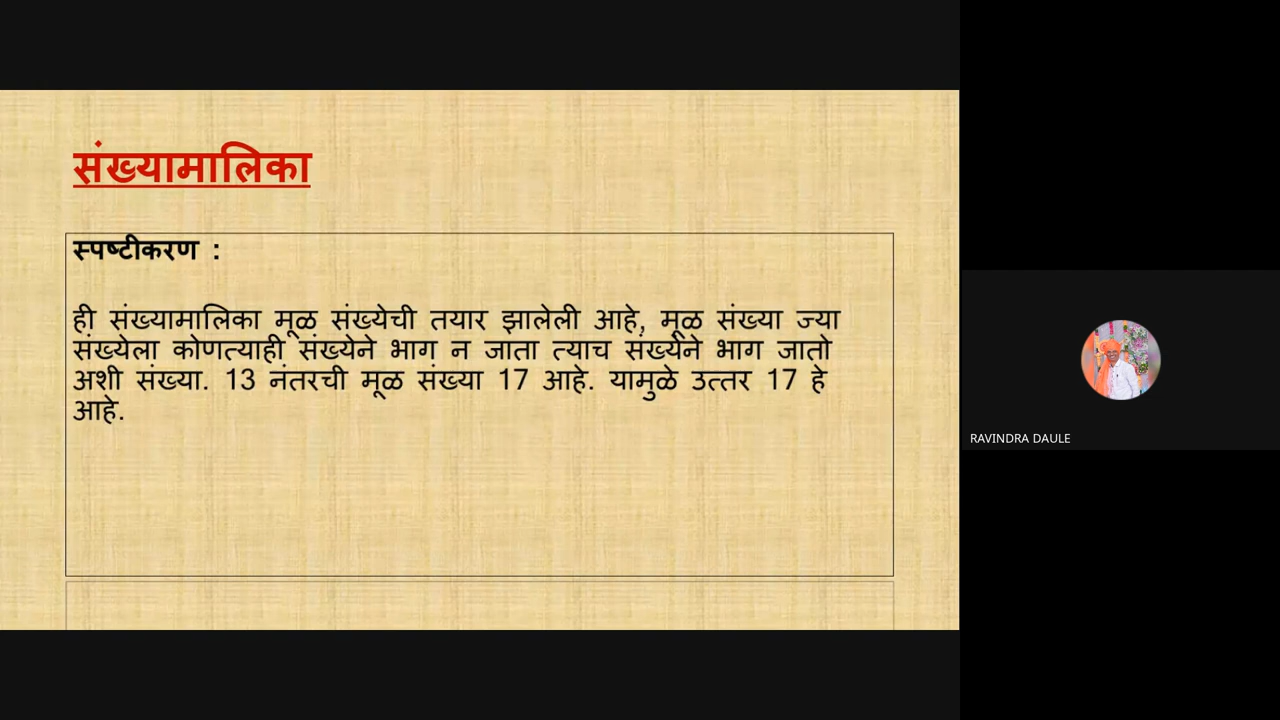 संख्यामालिका
स्पष्टीकरण :
ही संख्यामालिका मूळ संख्येची तयार झालेली आहे, मूळ संख्या ज्या
संख्येला कोणत्याही संख्येने भाग न जाता त्याच संख्येने भाग जातो
अशी संख्या. 13 नंतरची मूळ संख्या 17 आहे. यामुळे उत्तर 17 हे
आहे.
RAVINDRA DAULE